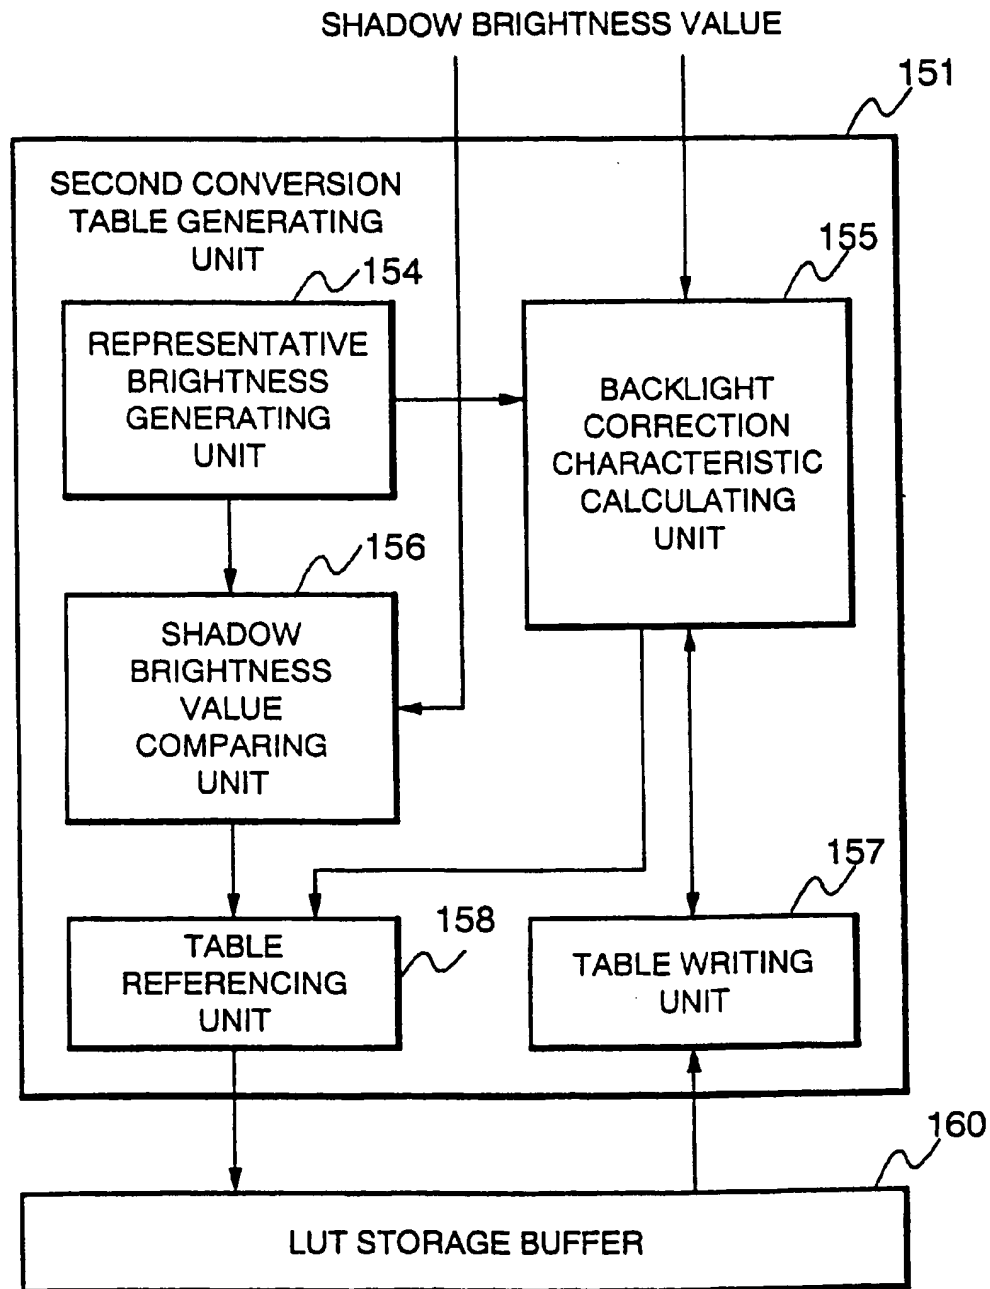 SHADOW BRIGHTNESS VALUE
151
SECOND CONVERSION
TABLE GENERATING
UNIT
154
155
REPRESENTATIVE
BRIGHTNESS
GENERATING
UNIT
BACKLIGHT
CORRECTION
CHARACTERISTIC
CALCULATING
UNIT
156
SHADOW
BRIGHTNESS
VALUE
COMPARING
UNIT
157
158
TABLE
REFERENCING
UNIT
TABLE WRITING
UNIT
160
LUT STORAGE BUFFER